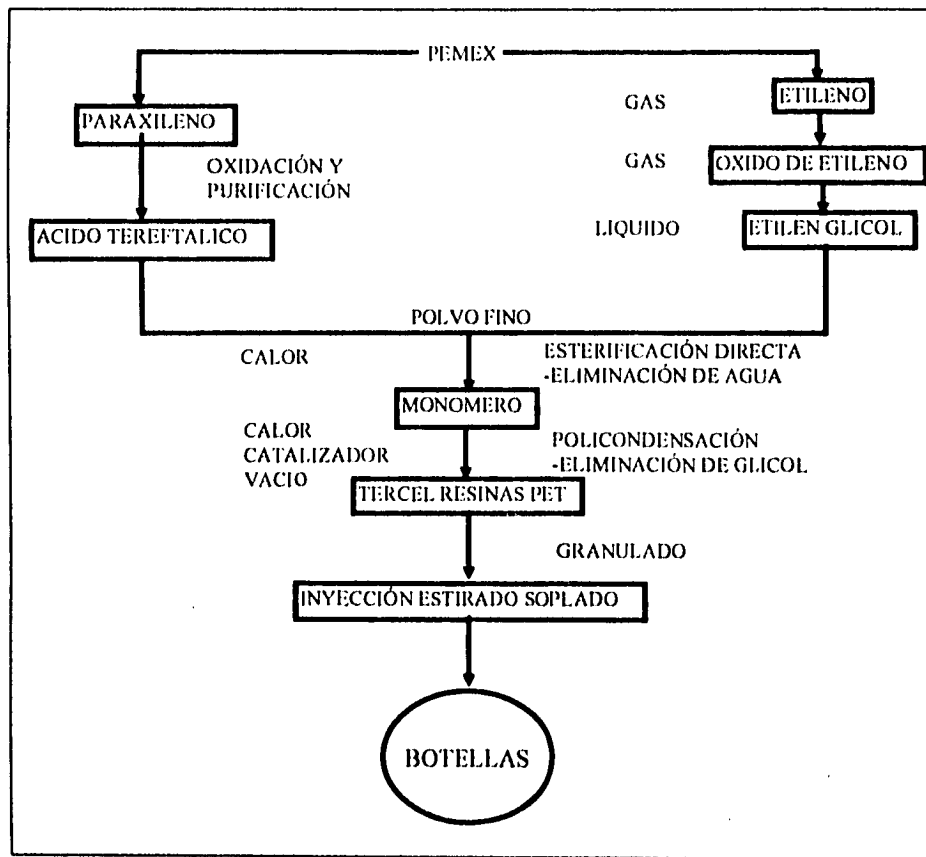 PEMEX
PARAXILENO
GAS
ETILENO
OXIDACIÓN Y
PURIFICACIÓN
GAS
OXIDO DE ETILENO
ACIDO TEREFTALICO
LIQUIDO
ETILEN GLICOL
POLVO FINO
CALOR
ESTERIFICACIÓN DIRECTA
-ELIMINACIÓN DE AGUA
MONOMERO
CALOR
CATALIZADOR
VACIO
POLICONDENSACIÓN
-ELIMINACIÓN DE GLICOL
TERCEL RESINAS PET
GRANULADO
INYECCIÓN ESTIRADO SOPLADO
BOTELLAS